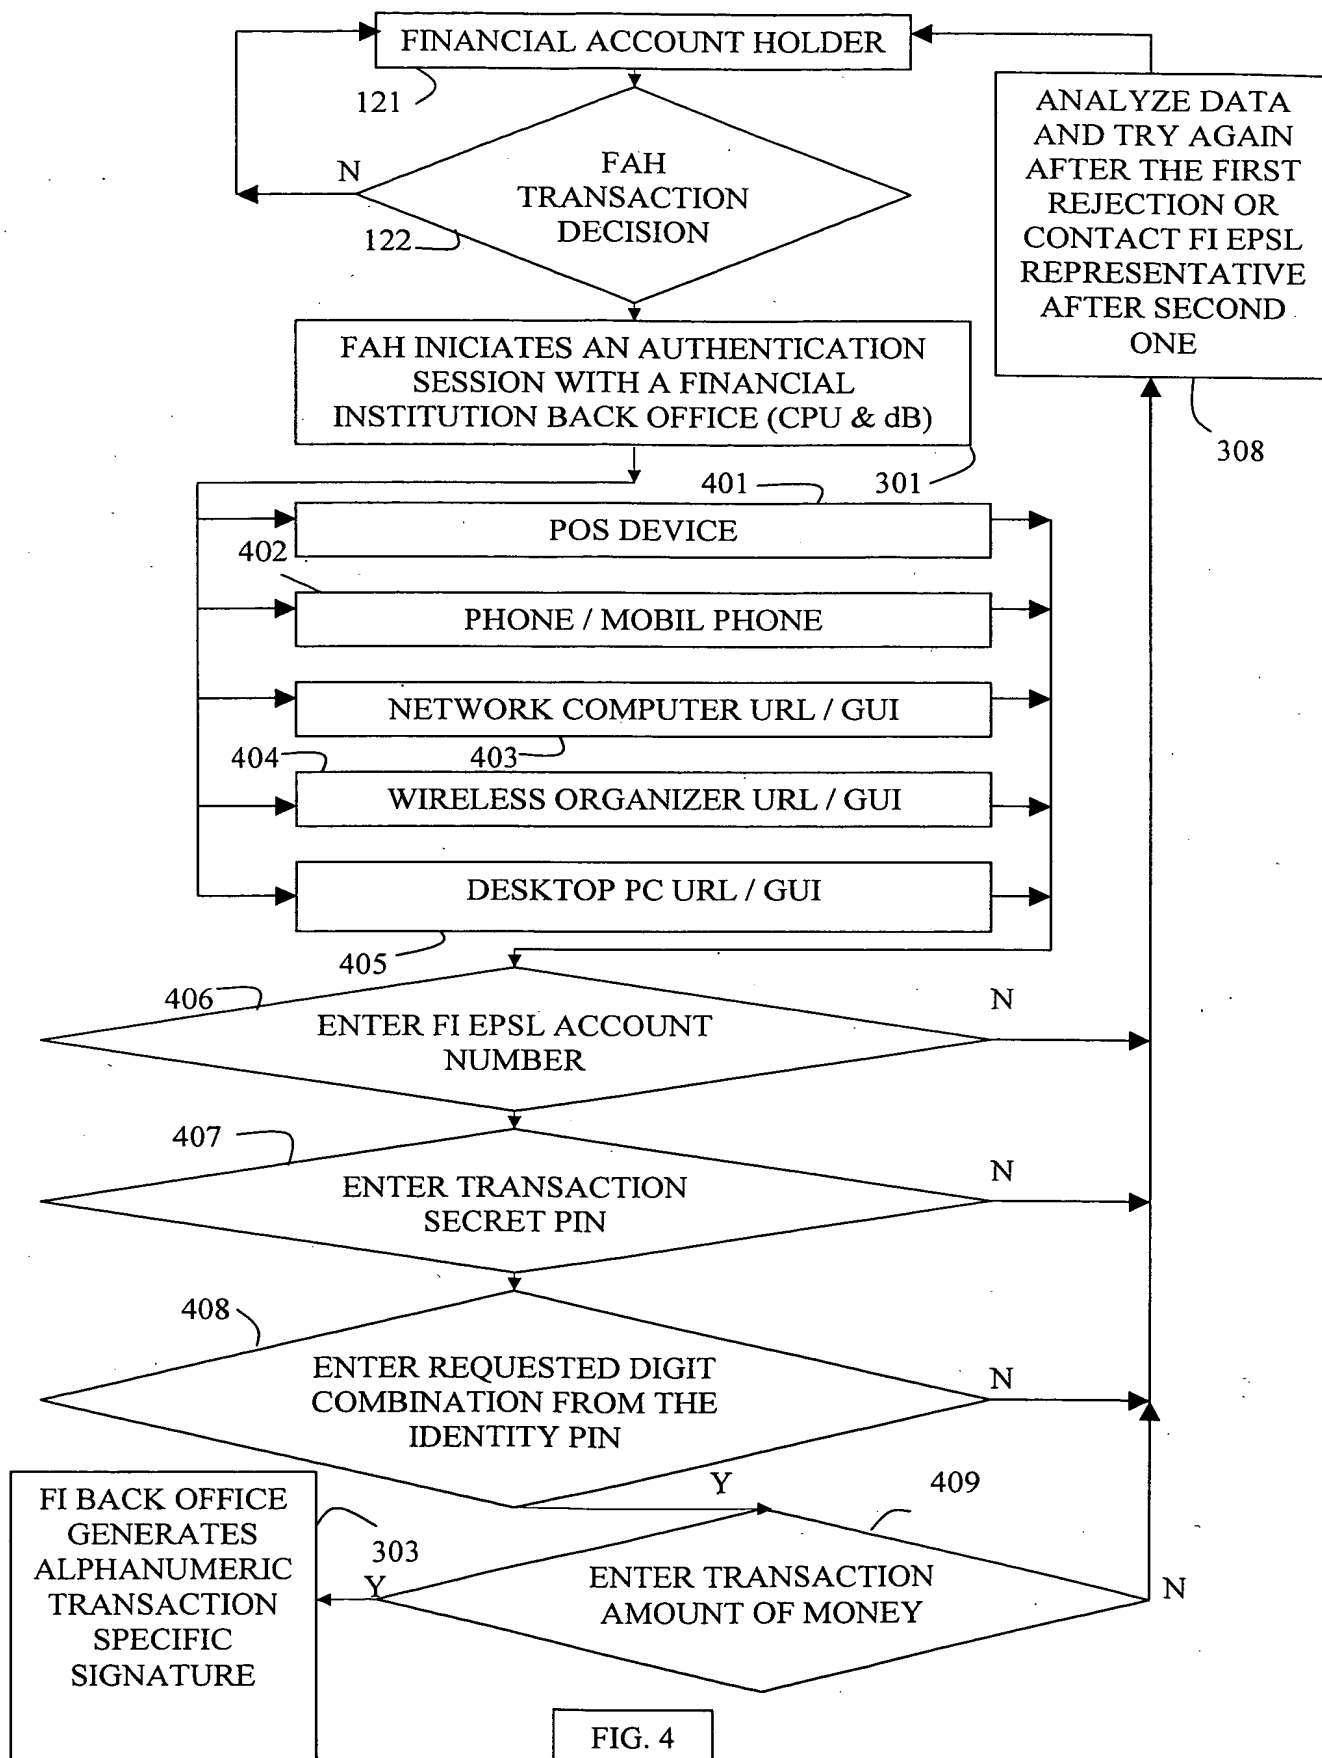 FINANCIAL ACCOUNT HOLDER
121
N
FAH
TRANSACTION
DECISION
122
ANALYZE DATA
AND TRY AGAIN
AFTER THE FIRST
REJECTION OR
CONTACT FI EPSL
REPRESENTATIVE
AFTER SECOND
ONE
308
FAH INICIATES AN AUTHENTICATION
SESSION WITH A FINANCIAL
INSTITUTION BACK OFFICE (CPU & dB)
301
401
POS DEVICE
402
PHONE / MOBIL PHONE
NETWORK COMPUTER URL / GUI
403
404
WIRELESS ORGANIZER URL / GUI
DESKTOP PC URL / GUI
405
406
ENTER FI EPSL ACCOUNT
NUMBER
N
407
ENTER TRANSACTION
SECRET PIN
N
408
ENTER REQUESTED DIGIT
COMBINATION FROM THE
IDENTITY PIN
N
Y
409
ENTER TRANSACTION
AMOUNT OF MONEY
N
Y
303
FI BACK OFFICE
GENERATES
ALPHANUMERIC
TRANSACTION
SPECIFIC
SIGNATURE
FIG. 4